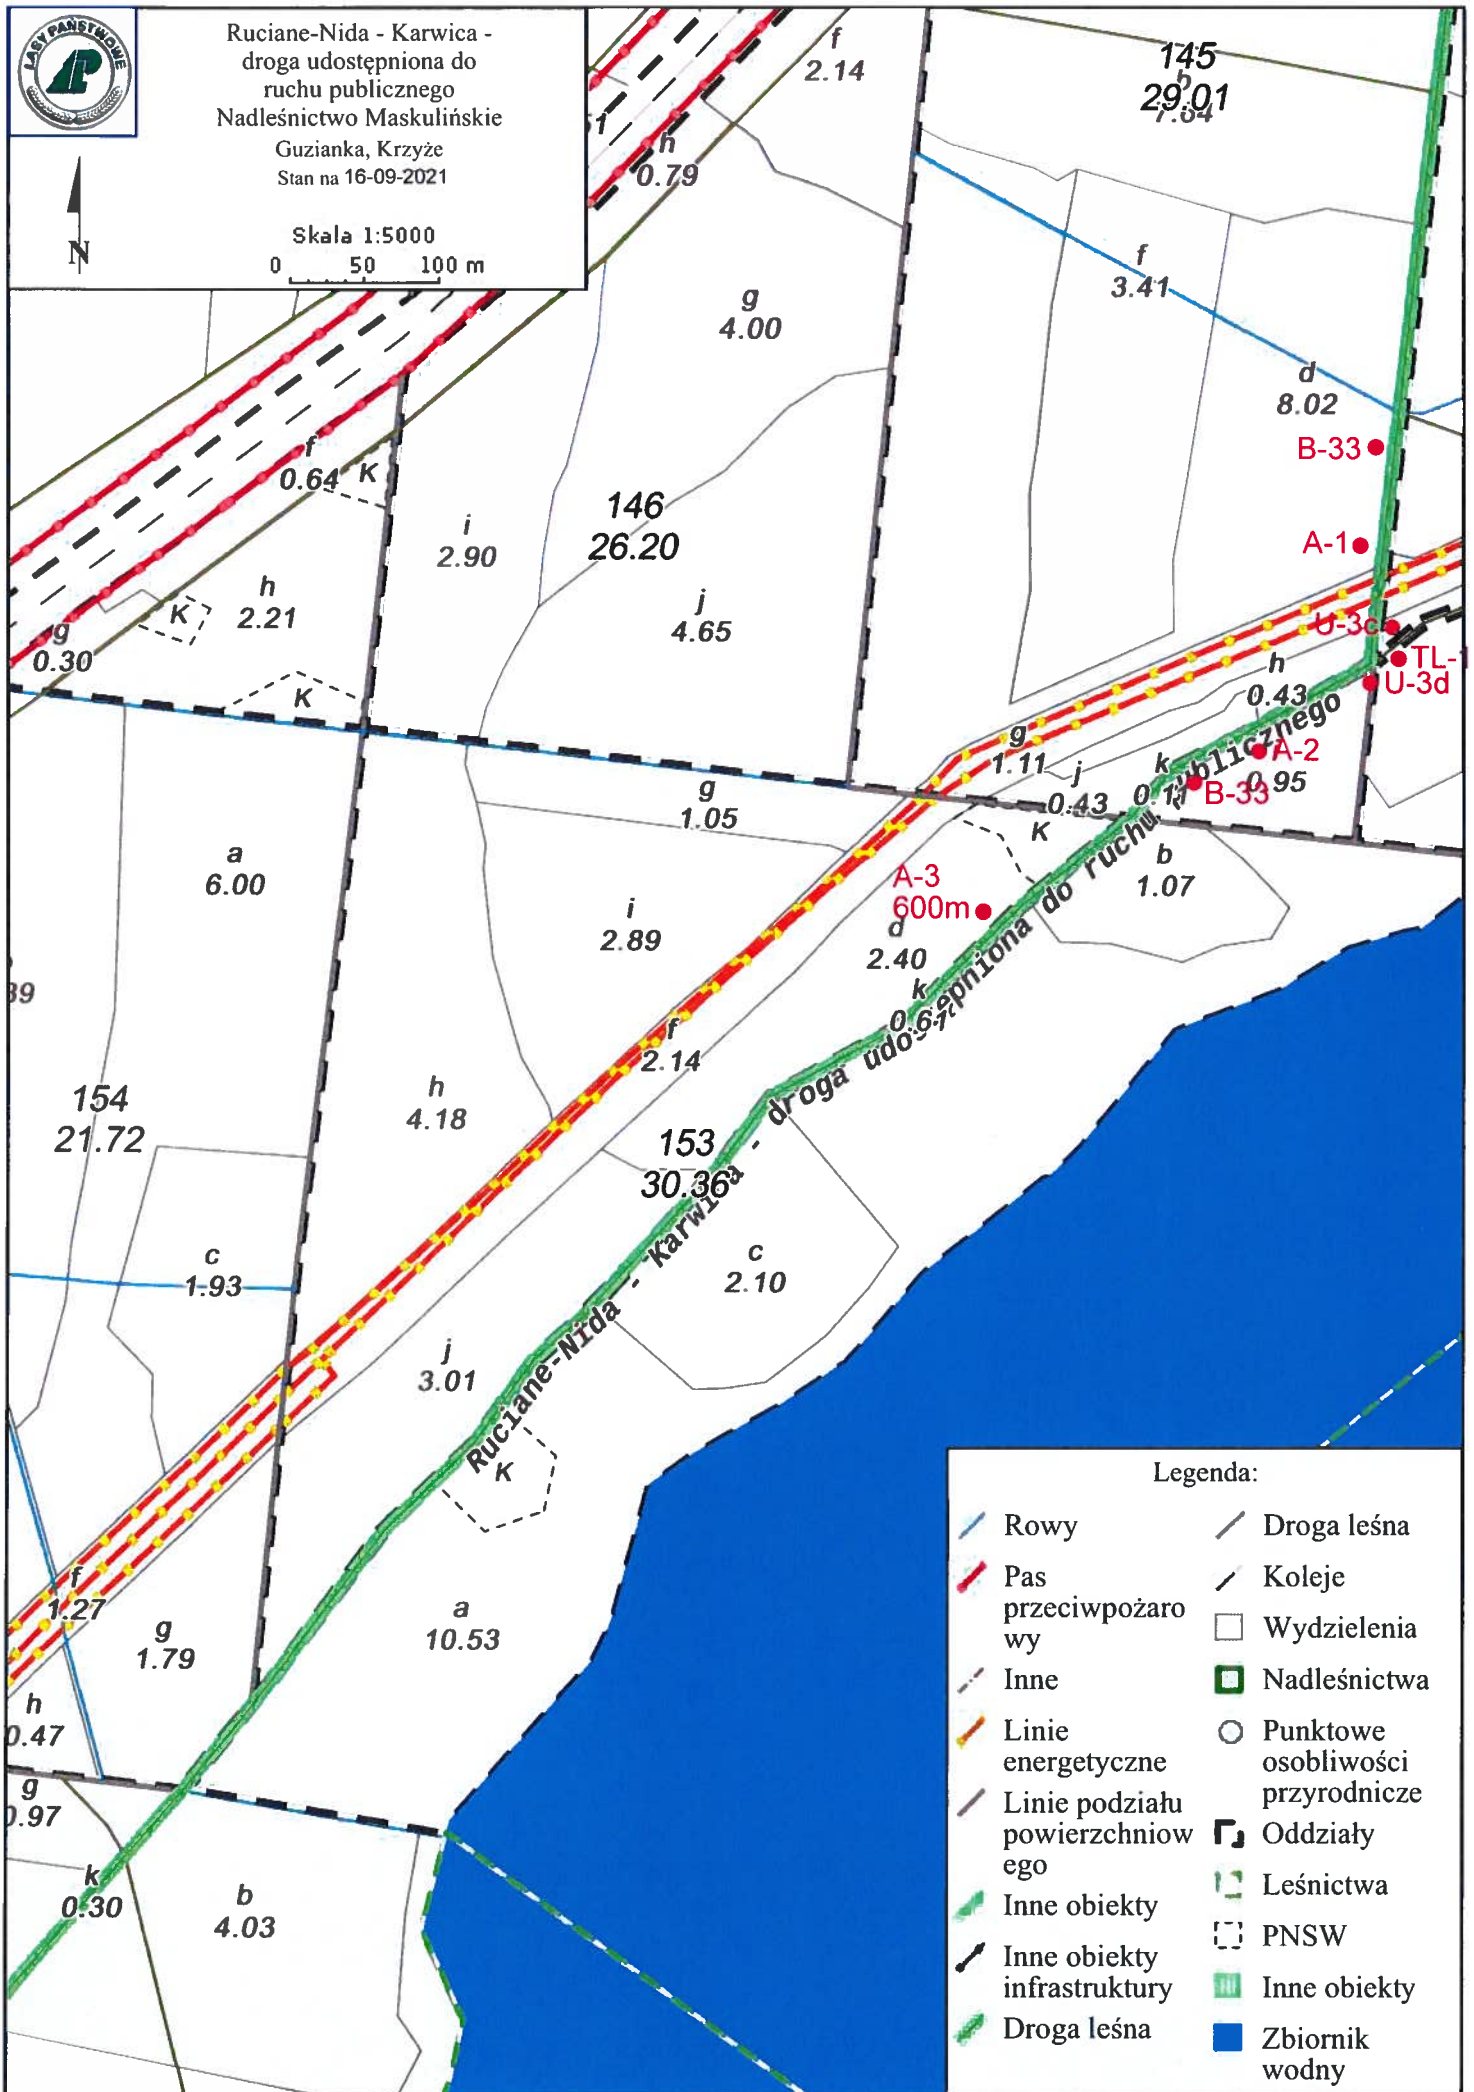 LASY PAŃSTWOWE
Ruciane-Nida - Karwica -
droga udostępniona do
ruchu publicznego
Nadleśnictwo Maskulińskie
Guzianka, Krzyże
Stan na 16-09-2021
N
Skala 1:5000
0 50 100 m
f
2.14
145
29.01
b
7.64
h
0.79
g
4.00
f
3.41
d
8.02
B-33
f
0.64
K
146
26.20
i
2.90
A-1
h
2.21
K
j
4.65
g
0.30
U-3c
TL-1
U-3d
K
h
0.43
g
1.11
j
0.43
k
0.11
A-2
0.95
B-33
K
g
1.05
a
6.00
b
1.07
A-3
600m
i
2.89
d
2.40
39
k
0.67
f
2.14
154
21.72
h
4.18
153
30.36
Ruciane-Nida - Karwica - droga udostępniona do ruchu publicznego
c
1.93
c
2.10
j
3.01
K
f
1.27
a
10.53
g
1.79
h
0.47
g
0.97
k
0.30
b
4.03
Legenda:
Rowy
Pas
przeciwpożaro
wy
Inne
Linie
energetyczne
Linie podziału
powierzchniow
ego
Inne obiekty
Inne obiekty
infrastruktury
Droga leśna
Droga leśna
Koleje
Wydzielenia
Nadleśnictwa
Punktowe
osobliwości
przyrodnicze
Oddziały
Leśnictwa
PNSW
Inne obiekty
Zbiornik
wodny